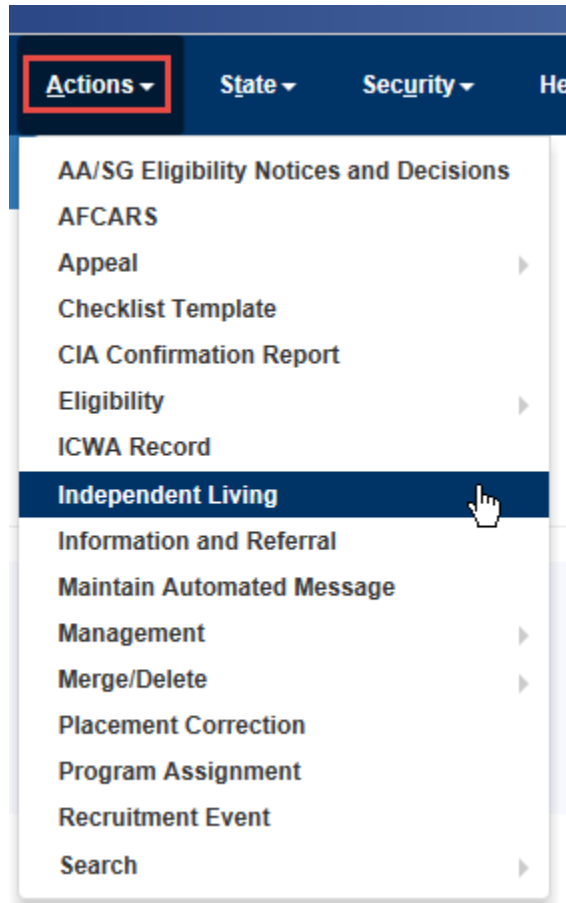 Actions State Security He
AA/SG Eligibility Notices and Decisions
AFCARS
Appeal
Checklist Template
CIA Confirmation Report
Eligibility
ICWA Record
Independent Living
Information and Referral
Maintain Automated Message
Management
Merge/Delete
Placement Correction
Program Assignment
Recruitment Event
Search